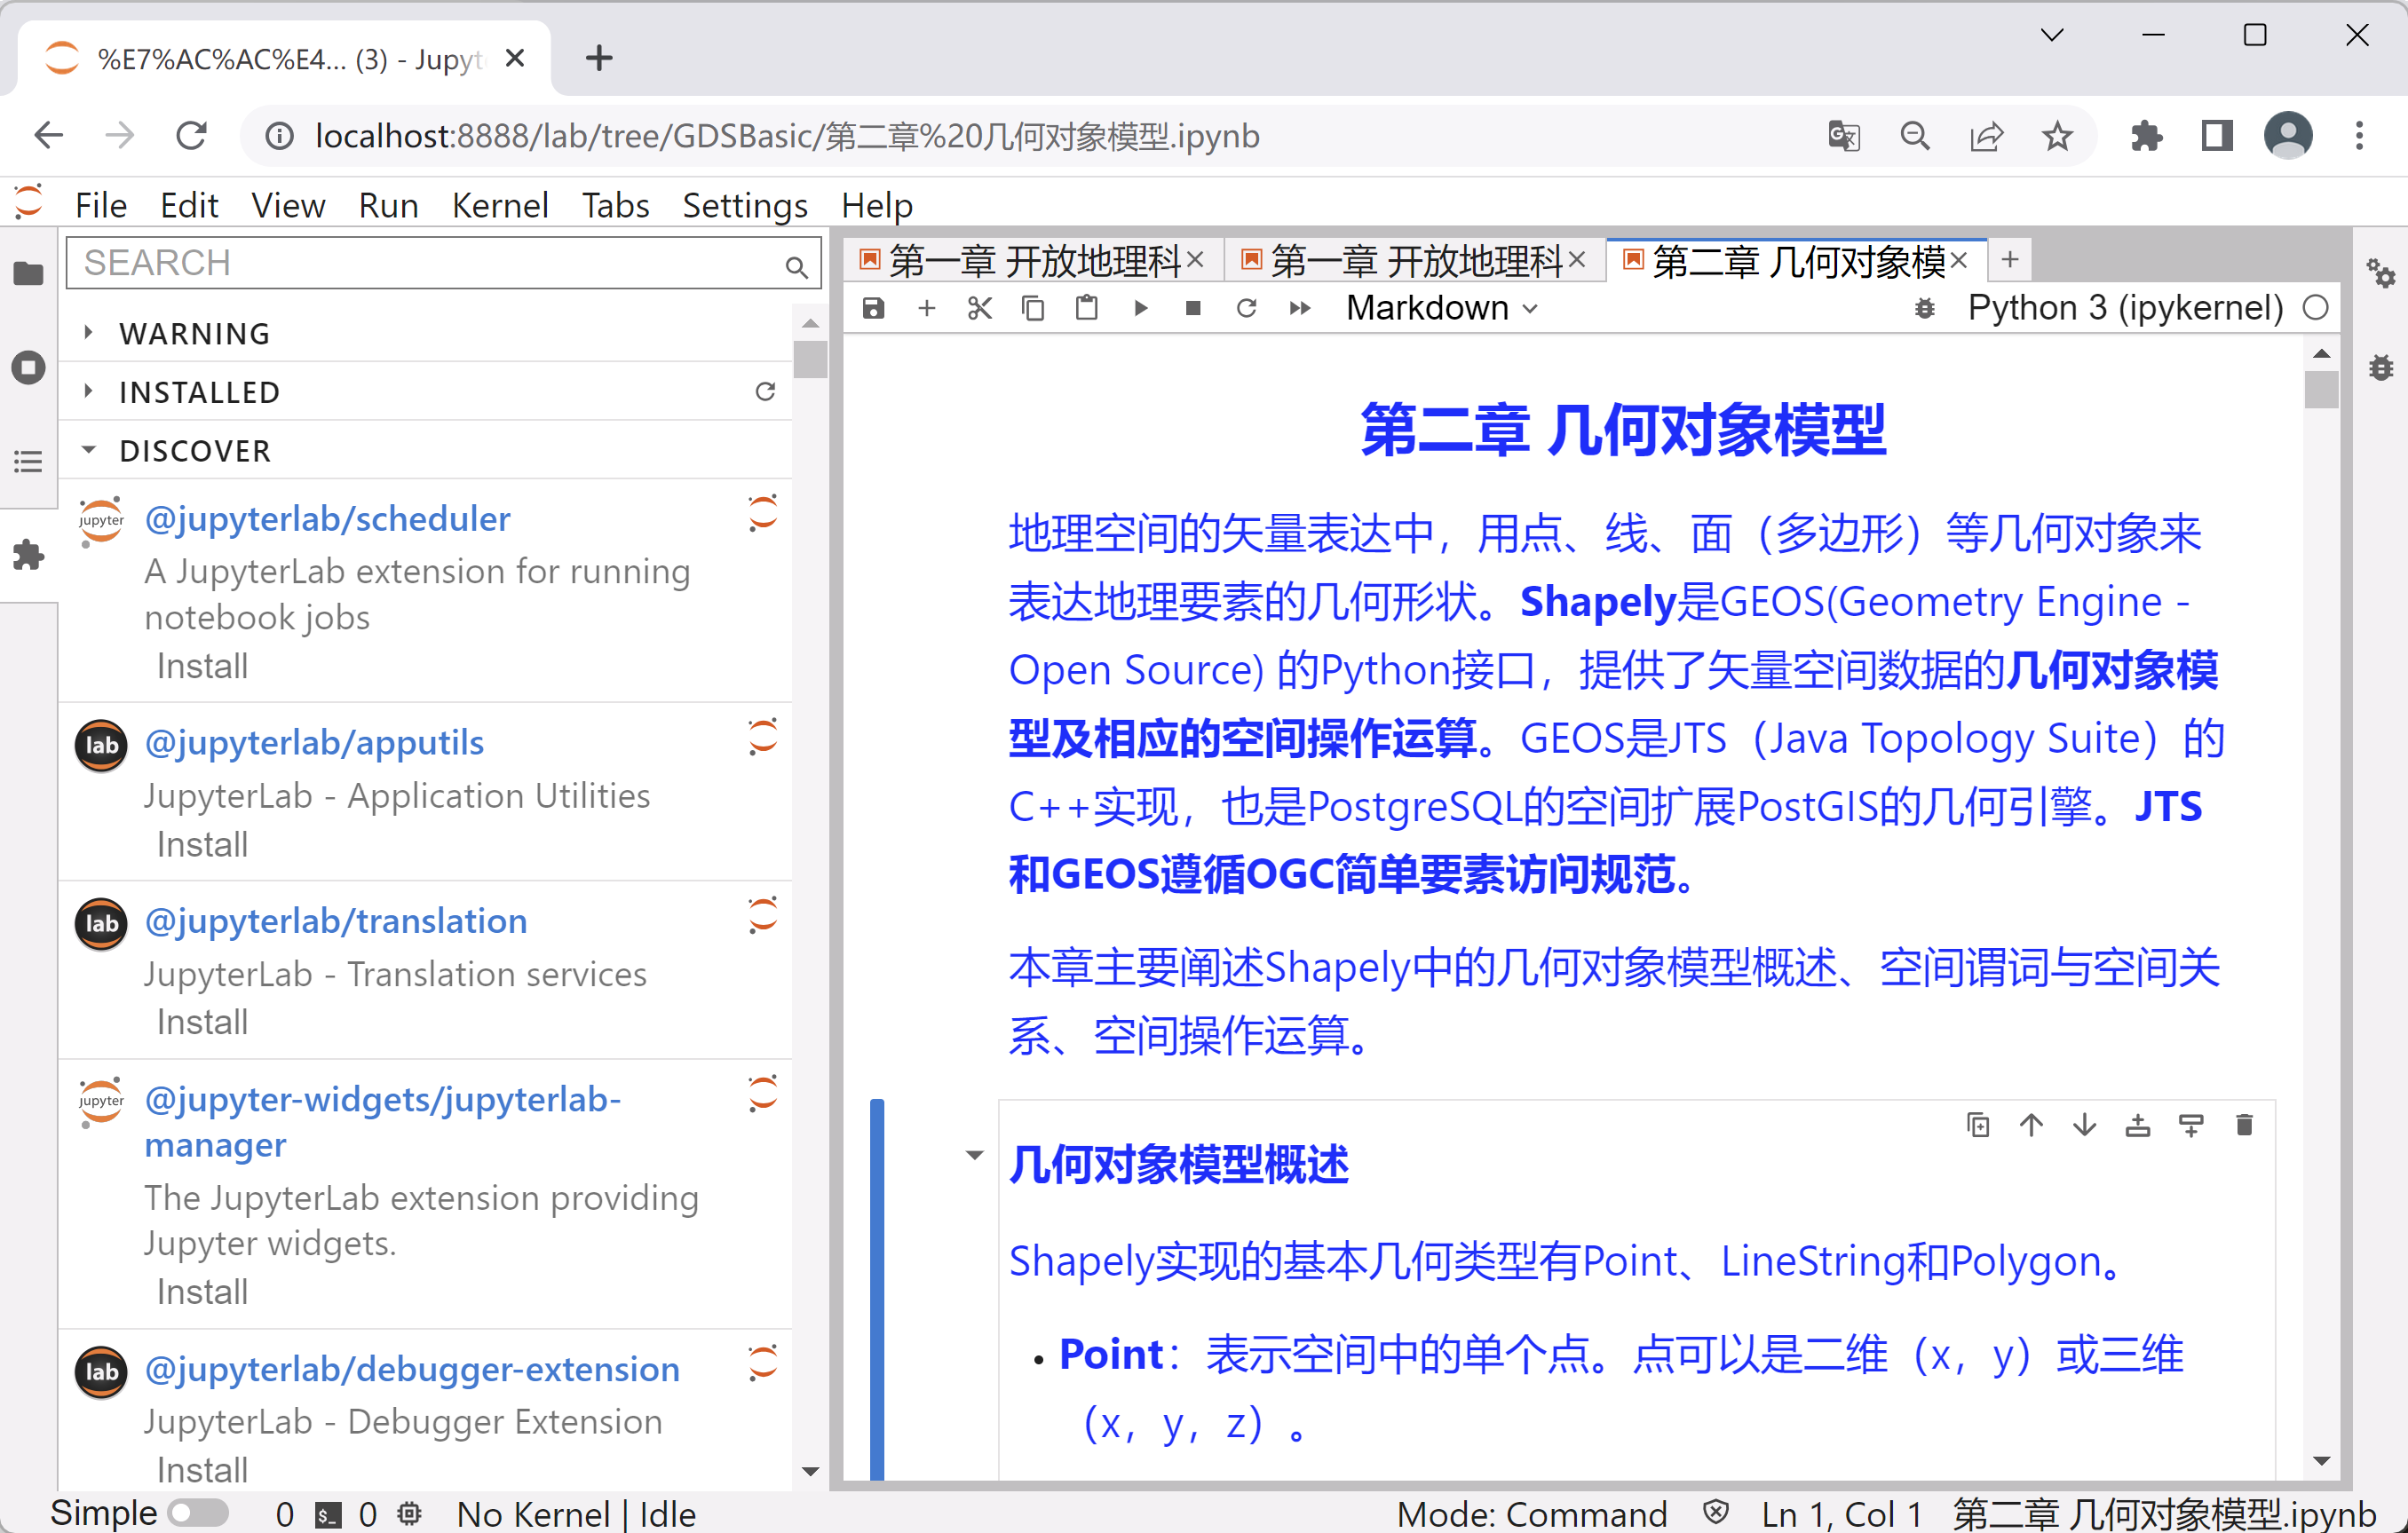 %E7%AC%AC%E4... (3) - Jupyt
localhost:8888/lab/tree/GDSBasic/第二章%20几何对象模型.ipynb
File Edit View Run Kernel Tabs Settings Help
SEARCH
WARNING
INSTALLED
DISCOVER
jupyter
@jupyterlab/scheduler
A JupyterLab extension for running
notebook jobs
Install
lab
@jupyterlab/apputils
JupyterLab - Application Utilities
Install
lab
@jupyterlab/translation
JupyterLab - Translation services
Install
jupyter
@jupyter-widgets/jupyterlab-
manager
The JupyterLab extension providing
Jupyter widgets.
Install
lab
@jupyterlab/debugger-extension
JupyterLab - Debugger Extension
Install
第一章 开放地理科 第一章 开放地理科 第二章 几何对象模
Markdown Python 3 (ipykernel)
第二章 几何对象模型
地理空间的矢量表达中，用点、线、面（多边形）等几何对象来
表达地理要素的几何形状。Shapely是GEOS(Geometry Engine -
Open Source) 的Python接口，提供了矢量空间数据的几何对象模
型及相应的空间操作运算。GEOS是JTS（Java Topology Suite）的
C++实现，也是PostgreSQL的空间扩展PostGIS的几何引擎。JTS
和GEOS遵循OGC简单要素访问规范。
本章主要阐述Shapely中的几何对象模型概述、空间谓词与空间关
系、空间操作运算。
几何对象模型概述
Shapely实现的基本几何类型有Point、LineString和Polygon。
• Point：表示空间中的单个点。点可以是二维（x，y）或三维
（x，y，z）。
Simple 0 $_ 0 No Kernel | Idle Mode: Command Ln 1, Col 1 第二章 几何对象模型.ipynb